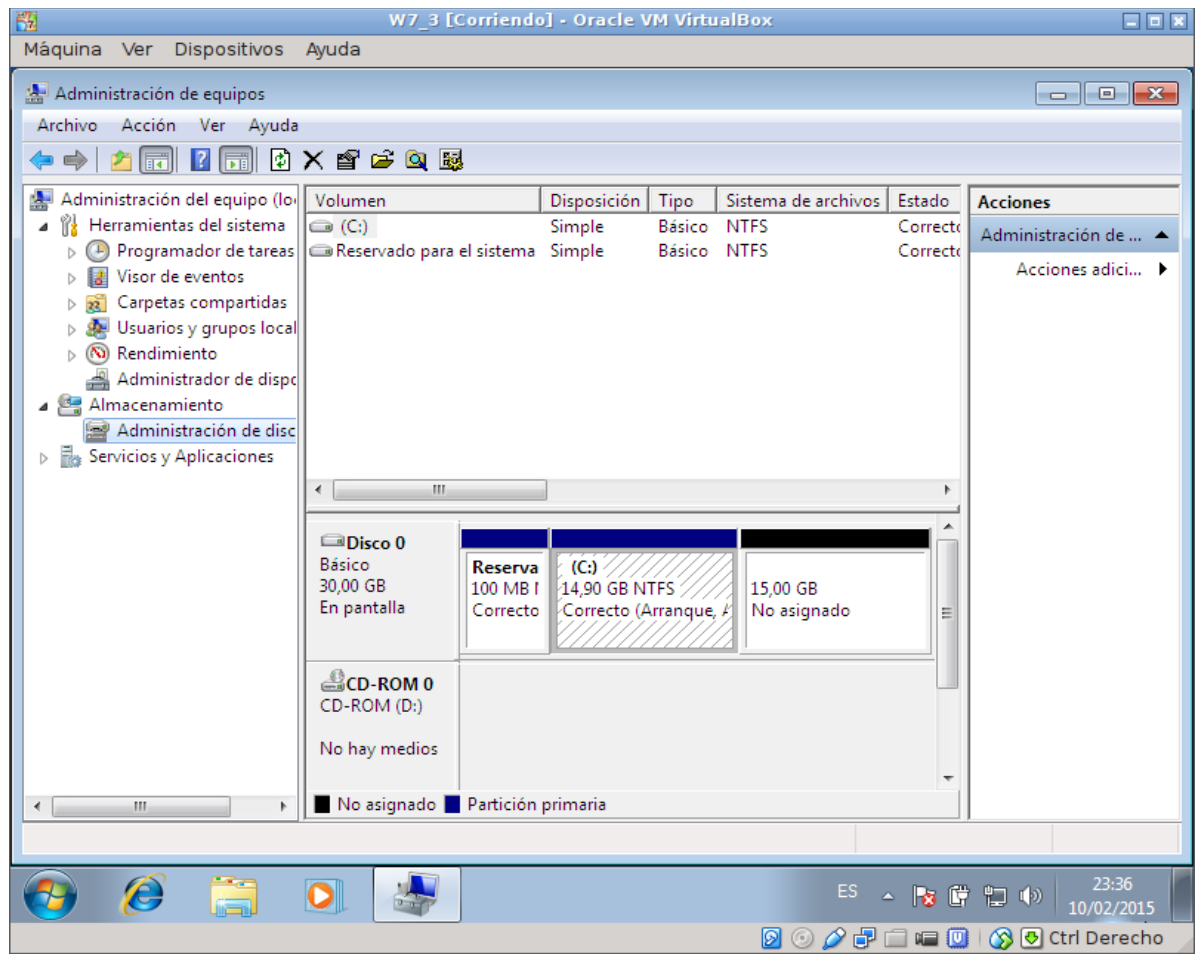 W7_3 [Corriendo] - Oracle VM VirtualBox
Máquina Ver Dispositivos Ayuda
Administración de equipos
Archivo Acción Ver Ayuda
Administración del equipo (lo
Herramientas del sistema
Programador de tareas
Visor de eventos
Carpetas compartidas
Usuarios y grupos local
Rendimiento
Administrador de dispo
Almacenamiento
Administración de disc
Servicios y Aplicaciones
Volumen Disposición Tipo Sistema de archivos Estado
(C:) Simple Básico NTFS Correcto
Reservado para el sistema Simple Básico NTFS Correcto
Disco 0
Básico
30,00 GB
En pantalla
Reserva
100 MB
Correcto
(C:)
14,90 GB NTFS
Correcto (Arranque,
15,00 GB
No asignado
CD-ROM 0
CD-ROM (D:)
No hay medios
No asignado Partición primaria
Acciones
Administración de ...
Acciones adici...
ES
23:36
10/02/2015
Ctrl Derecho